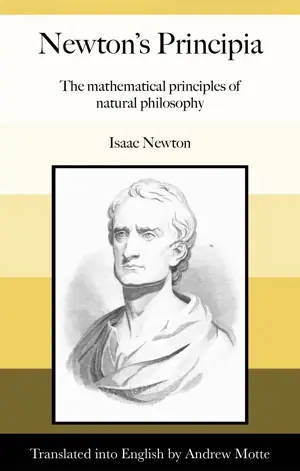 Newton’s Principia
The mathematical principles of
natural philosophy
Isaac Newton
Translated into English by Andrew Motte